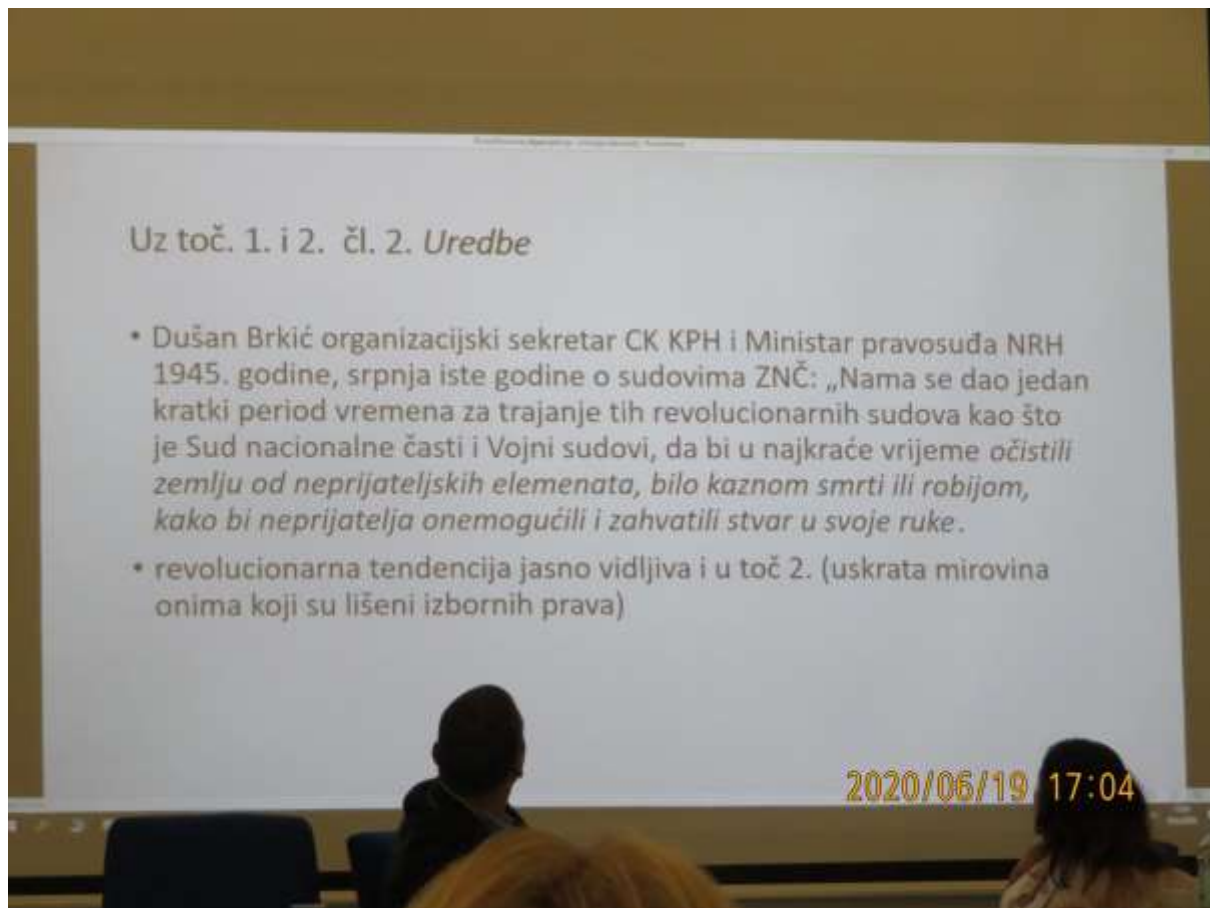 Uz toč. 1. i 2. čl. 2. Uredbe
• Dušan Brkić organizacijski sekretar CK KPH i Ministar pravosuđa NRH
1945. godine, srpnja iste godine o sudovima ZNČ: „Nama se dao jedan
kratki period vremena za trajanje tih revolucionarnih sudova kao što
je Sud nacionalne časti i Vojni sudovi, da bi u najkraće vrijeme očistili
zemlju od neprijateljskih elemenata, bilo kaznom smrti ili robijom,
kako bi neprijatelja onemogućili i zahvatili stvar u svoje ruke.
• revolucionarna tendencija jasno vidljiva i u toč 2. (uskrata mirovina
onima koji su lišeni izbornih prava)
2020/06/19 17:04